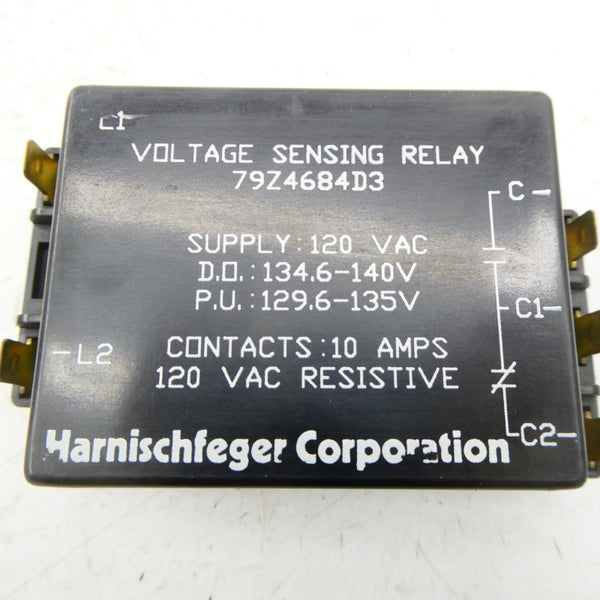 L1
VOLTAGE SENSING RELAY
79Z4684D3
C
SUPPLY: 120 VAC
D.O.: 134.6-140V
P.U.: 129.6-135V
C1
L2
CONTACTS: 10 AMPS
120 VAC RESISTIVE
C2
Harnischfeger Corporation